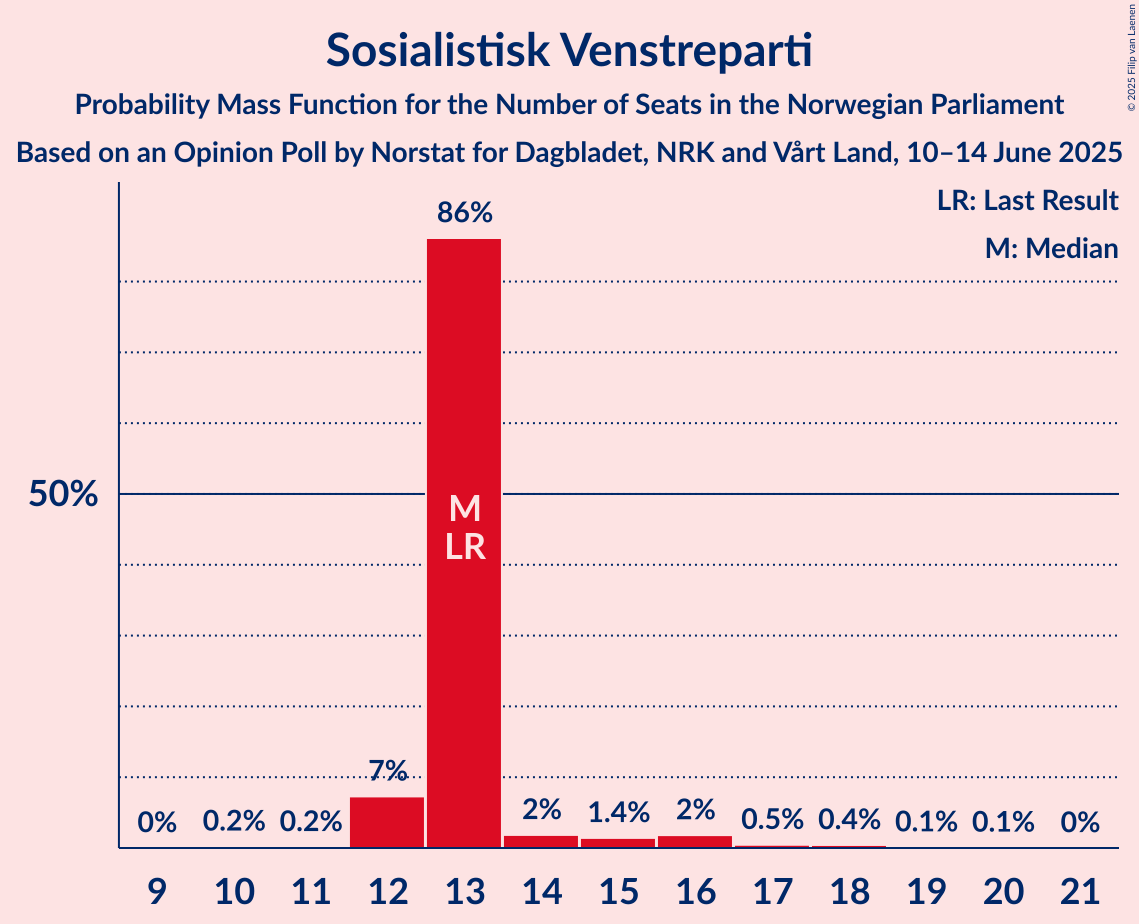 © 2025 Filip van Laenen
Sosialistisk Venstreparti
Probability Mass Function for the Number of Seats in the Norwegian Parliament
Based on an Opinion Poll by Norstat for Dagbladet, NRK and Vårt Land, 10–14 June 2025
LR: Last Result
M: Median
86%
50%
M
LR
7%
0% 0.2% 0.2% 2% 1.4% 2% 0.5% 0.4% 0.1% 0.1% 0%
9 10 11 12 13 14 15 16 17 18 19 20 21